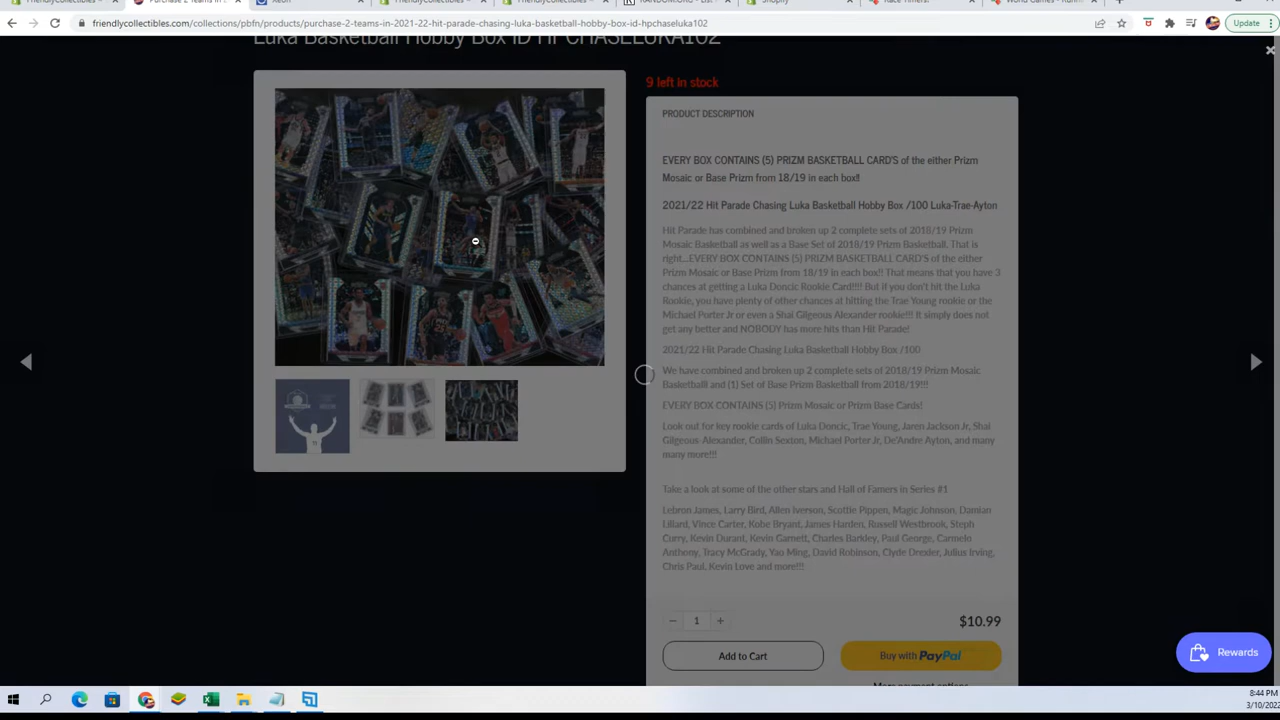 Purchase 2 Teams in
RANDOM.ORG - List
Shopify
friendlycollectibles.com/collections/pbfn/products/purchase-2-teams-in-2021-22-hit-parade-chasing-luka-basketball-hobby-box-id-hpchaseluka102
Update
Luka Basketball Hobby Box ID HPCHASELUKA102
9 left in stock
PRODUCT DESCRIPTION
EVERY BOX CONTAINS (5) PRIZM BASKETBALL CARD'S of the either Prizm
Mosaic or Base Prizm from 18/19 in each box!!
2021/22 Hit Parade Chasing Luka Basketball Hobby Box /100 Luka-Trae-Ayton
Hit Parade has combined and broken up 2 complete sets of 2018/19 Prizm
Mosaic Basketball as well as a Base Set of 2018/19 Prizm Basketball. That is
right...EVERY BOX CONTAINS (5) PRIZM BASKETBALL CARD'S of the either
Prizm Mosaic or Base Prizm from 18/19 in each box!! That means that you have 3
chances at getting a Luka Doncic Rookie Card!!!! But if you don't hit the Luka
Rookie, you have plenty of other chances at hitting the Trae Young rookie or the
Michael Porter Jr or even a Shai Gilgeous Alexander rookie!!! It simply does not
get any better and NOBODY has more hits than Hit Parade!
2021/22 Hit Parade Chasing Luka Basketball Hobby Box /100
We have combined and broken up 2 complete sets of 2018/19 Prizm Mosaic
Basketball and (1) Set of Base Prizm Basketball from 2018/19!!!
EVERY BOX CONTAINS (5) Prizm Mosaic or Prizm Base Cards!
Look out for key rookie cards of Luka Doncic, Trae Young, Jaren Jackson Jr, Shai
Gilgeous Alexander, Collin Sexton, Michael Porter Jr, De'Andre Ayton, and many
many more!!!
Take a look at some of the other stars and Hall of Famers in Series #1
Lebron James, Larry Bird, Allen iverson, Scottie Pippen, Magic Johnson, Damian
Lillard, Vince Carter, Kobe Bryant, James Harden, Russell Westbrook, Steph
Curry, Kevin Durant, Kevin Garnett, Charles Barkley, Paul George, Carmelo
Anthony, Tracy McGrady, Yao Ming, David Robinson, Clyde Drexler, Julius Irving,
Chris Paul, Kevin Love and more!!!
− 1 + $10.99
Add to Cart
Buy with PayPal
More payment options
Rewards
8:44 PM
3/10/202